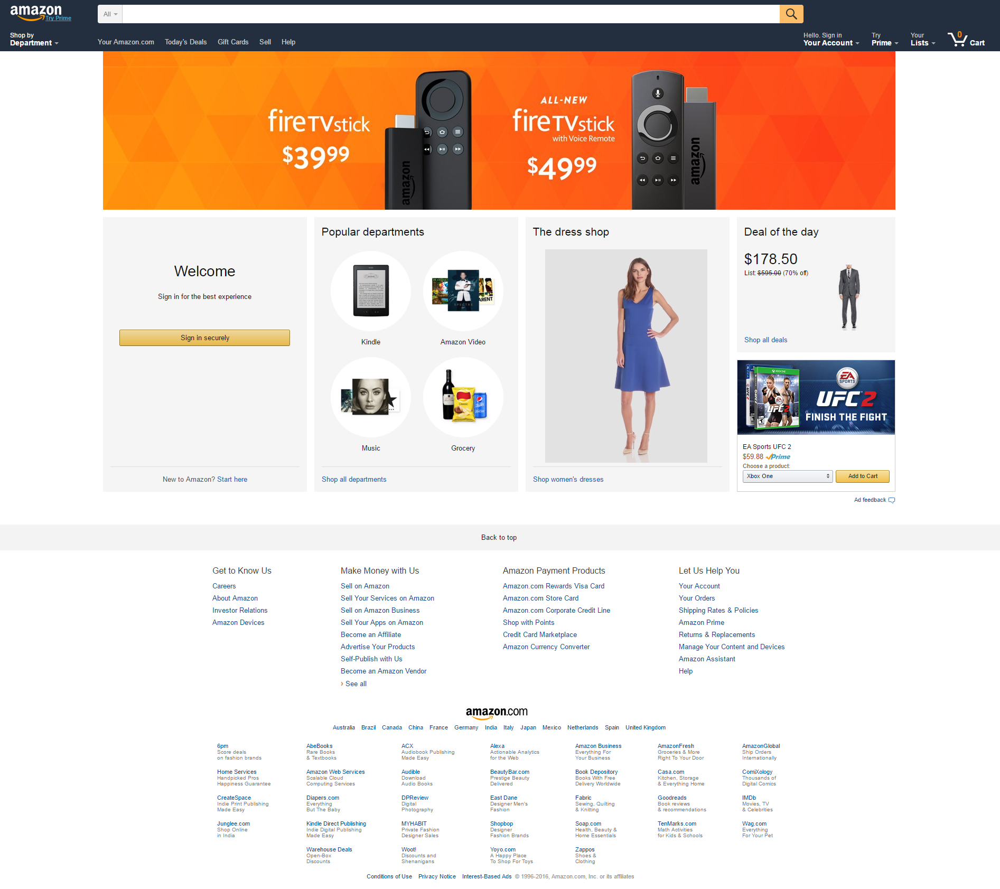 amazon
Try Prime
All
Shop by
Department
Your Amazon.com Today's Deals Gift Cards Sell Help
Hello. Sign in
Your Account
Try
Prime
Your
Lists
0
Cart
fireTVstick
$39.99
amazon
ALL-NEW
fireTVstick
with Voice Remote
$49.99
amazon
Welcome
Sign in for the best experience
Sign in securely
New to Amazon? Start here
Popular departments
SPECTRE
Kindle
Amazon Video
Music
Grocery
Shop all departments
The dress shop
Shop women's dresses
Deal of the day
$178.50
List: $595.00 (70% off)
Shop all deals
XBOX ONE
UFC 2
EA
SPORTS
UFC 2
FINISH THE FIGHT
EA Sports UFC 2
$59.88 Prime
Choose a product:
Xbox One
Add to Cart
Ad feedback
Back to top
Get to Know Us
Careers
About Amazon
Investor Relations
Amazon Devices
Make Money with Us
Sell on Amazon
Sell Your Services on Amazon
Sell on Amazon Business
Sell Your Apps on Amazon
Become an Affiliate
Advertise Your Products
Self-Publish with Us
Become an Amazon Vendor
› See all
Amazon Payment Products
Amazon.com Rewards Visa Card
Amazon.com Store Card
Amazon.com Corporate Credit Line
Shop with Points
Credit Card Marketplace
Amazon Currency Converter
Let Us Help You
Your Account
Your Orders
Shipping Rates & Policies
Amazon Prime
Returns & Replacements
Manage Your Content and Devices
Amazon Assistant
Help
amazon.com
Australia Brazil Canada China France Germany India Italy Japan Mexico Netherlands Spain United Kingdom
6pm
Score deals
on fashion brands
AbeBooks
Rare Books
& Textbooks
ACX
Audiobook Publishing
Made Easy
Alexa
Actionable Analytics
for the Web
Amazon Business
Everything For
Your Business
AmazonFresh
Groceries & More
Right To Your Door
AmazonGlobal
Ship Orders
Internationally
Home Services
Handpicked Pros
Happiness Guarantee
Amazon Web Services
Scalable Cloud
Computing Services
Audible
Download
Audio Books
BeautyBar.com
Prestige Beauty
Delivered
Book Depository
Books With Free
Delivery Worldwide
Casa.com
Kitchen, Storage
& Everything Home
ComiXology
Thousands of
Digital Comics
CreateSpace
Indie Print Publishing
Made Easy
Diapers.com
Everything
But The Baby
DPReview
Digital
Photography
East Dane
Designer Men's
Fashion
Fabric
Sewing, Quilting
& Knitting
Goodreads
Book reviews
& recommendations
IMDb
Movies, TV
& Celebrities
Junglee.com
Shop Online
in India
Kindle Direct Publishing
Indie Digital Publishing
Made Easy
MYHABIT
Private Fashion
Designer Sales
Shopbop
Designer
Fashion Brands
Soap.com
Health, Beauty &
Home Essentials
TenMarks.com
Math Activities
for Kids & Schools
Wag.com
Everything
For Your Pet
Warehouse Deals
Open-Box
Discounts
Woot!
Discounts and
Shenanigans
Yoyo.com
A Happy Place
To Shop For Toys
Zappos
Shoes &
Clothing
Conditions of Use Privacy Notice Interest-Based Ads © 1996-2016, Amazon.com, Inc. or its affiliates